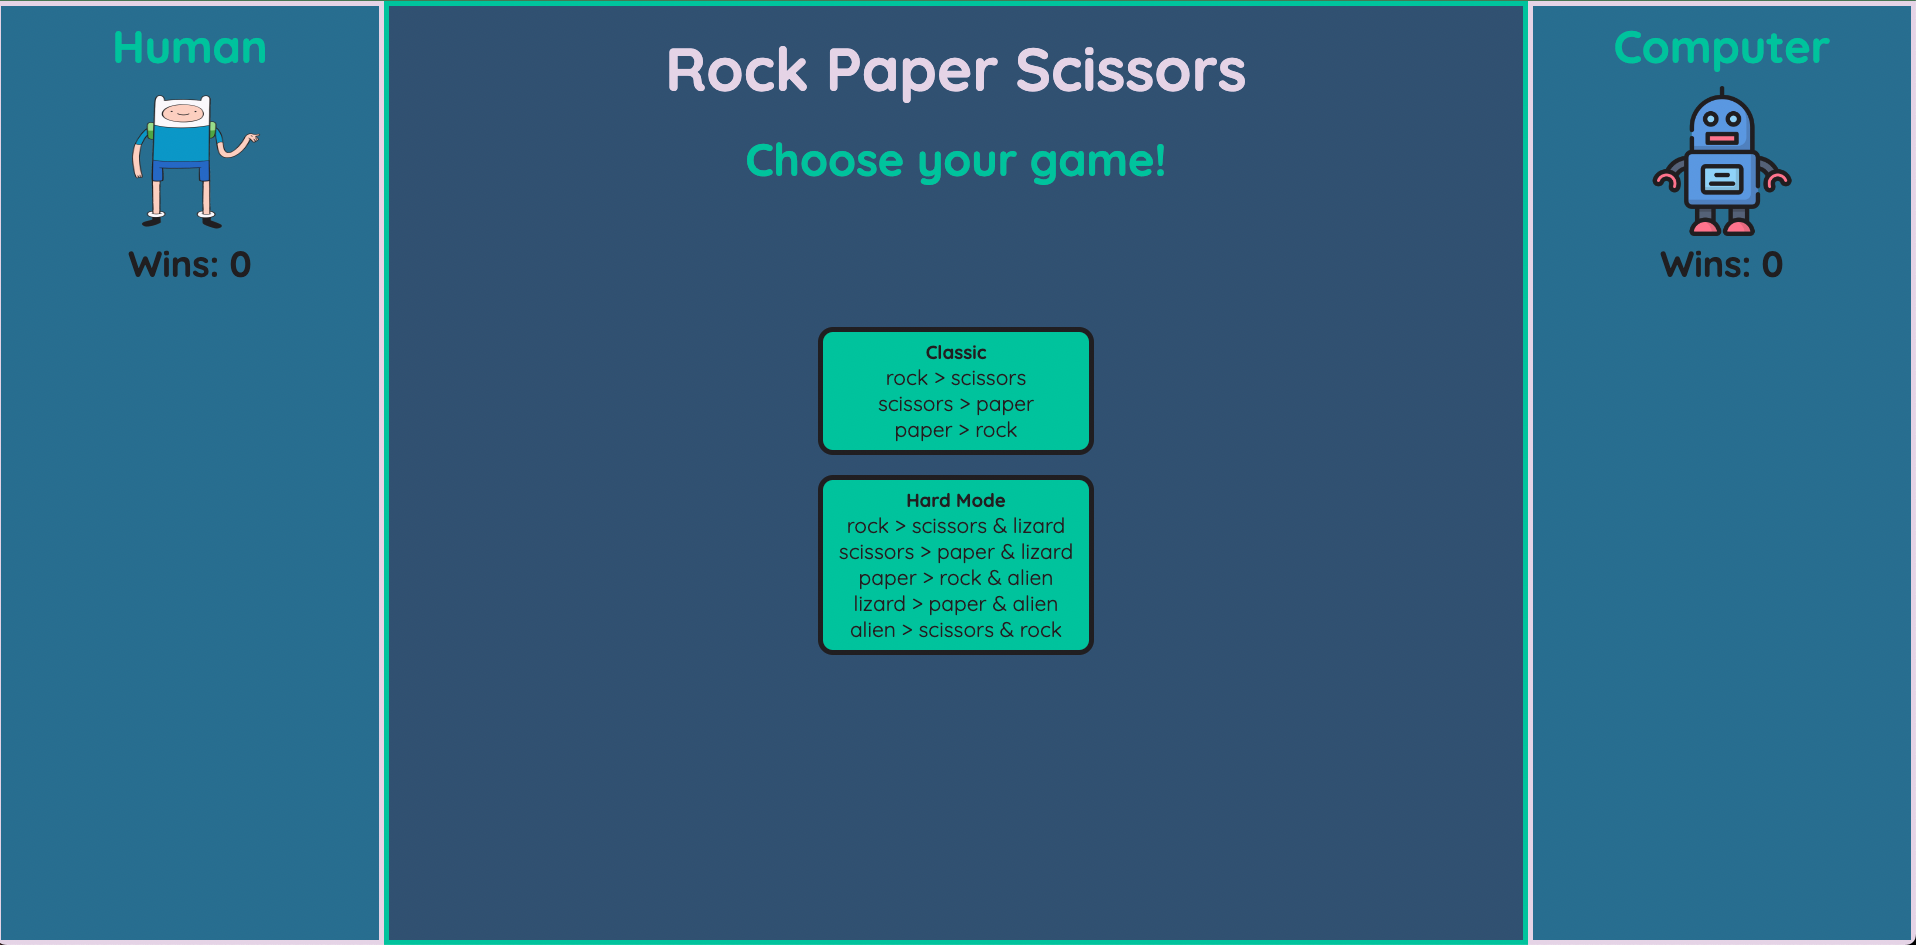 Human
Wins: 0
Rock Paper Scissors
Choose your game!
Classic
rock > scissors
scissors > paper
paper > rock
Hard Mode
rock > scissors & lizard
scissors > paper & lizard
paper > rock & alien
lizard > paper & alien
alien > scissors & rock
Computer
Wins: 0